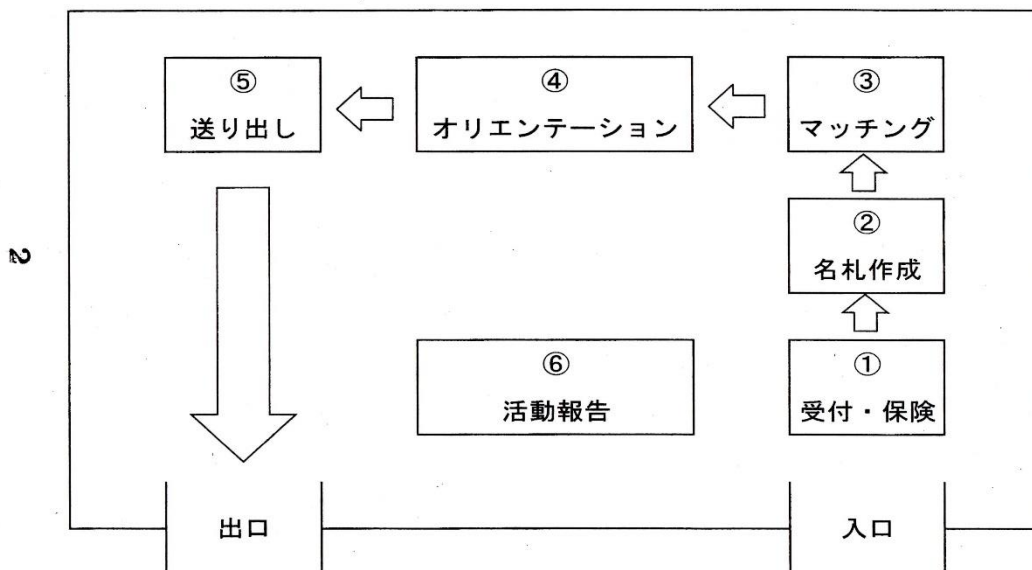 ⑤
送り出し
④
オリエンテーション
③
マッチング
②
名札作成
⑥
活動報告
①
受付・保険
出口
入口
2